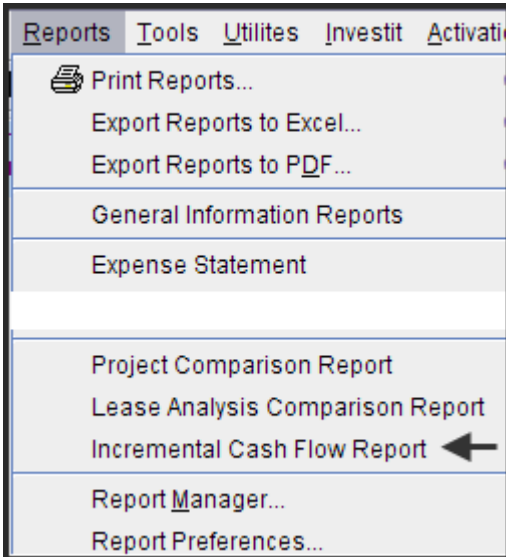 Reports Tools Utilites Investit Activati
Print Reports...
Export Reports to Excel...
Export Reports to PDF...
General Information Reports
Expense Statement
Project Comparison Report
Lease Analysis Comparison Report
Incremental Cash Flow Report
Report Manager...
Report Preferences...